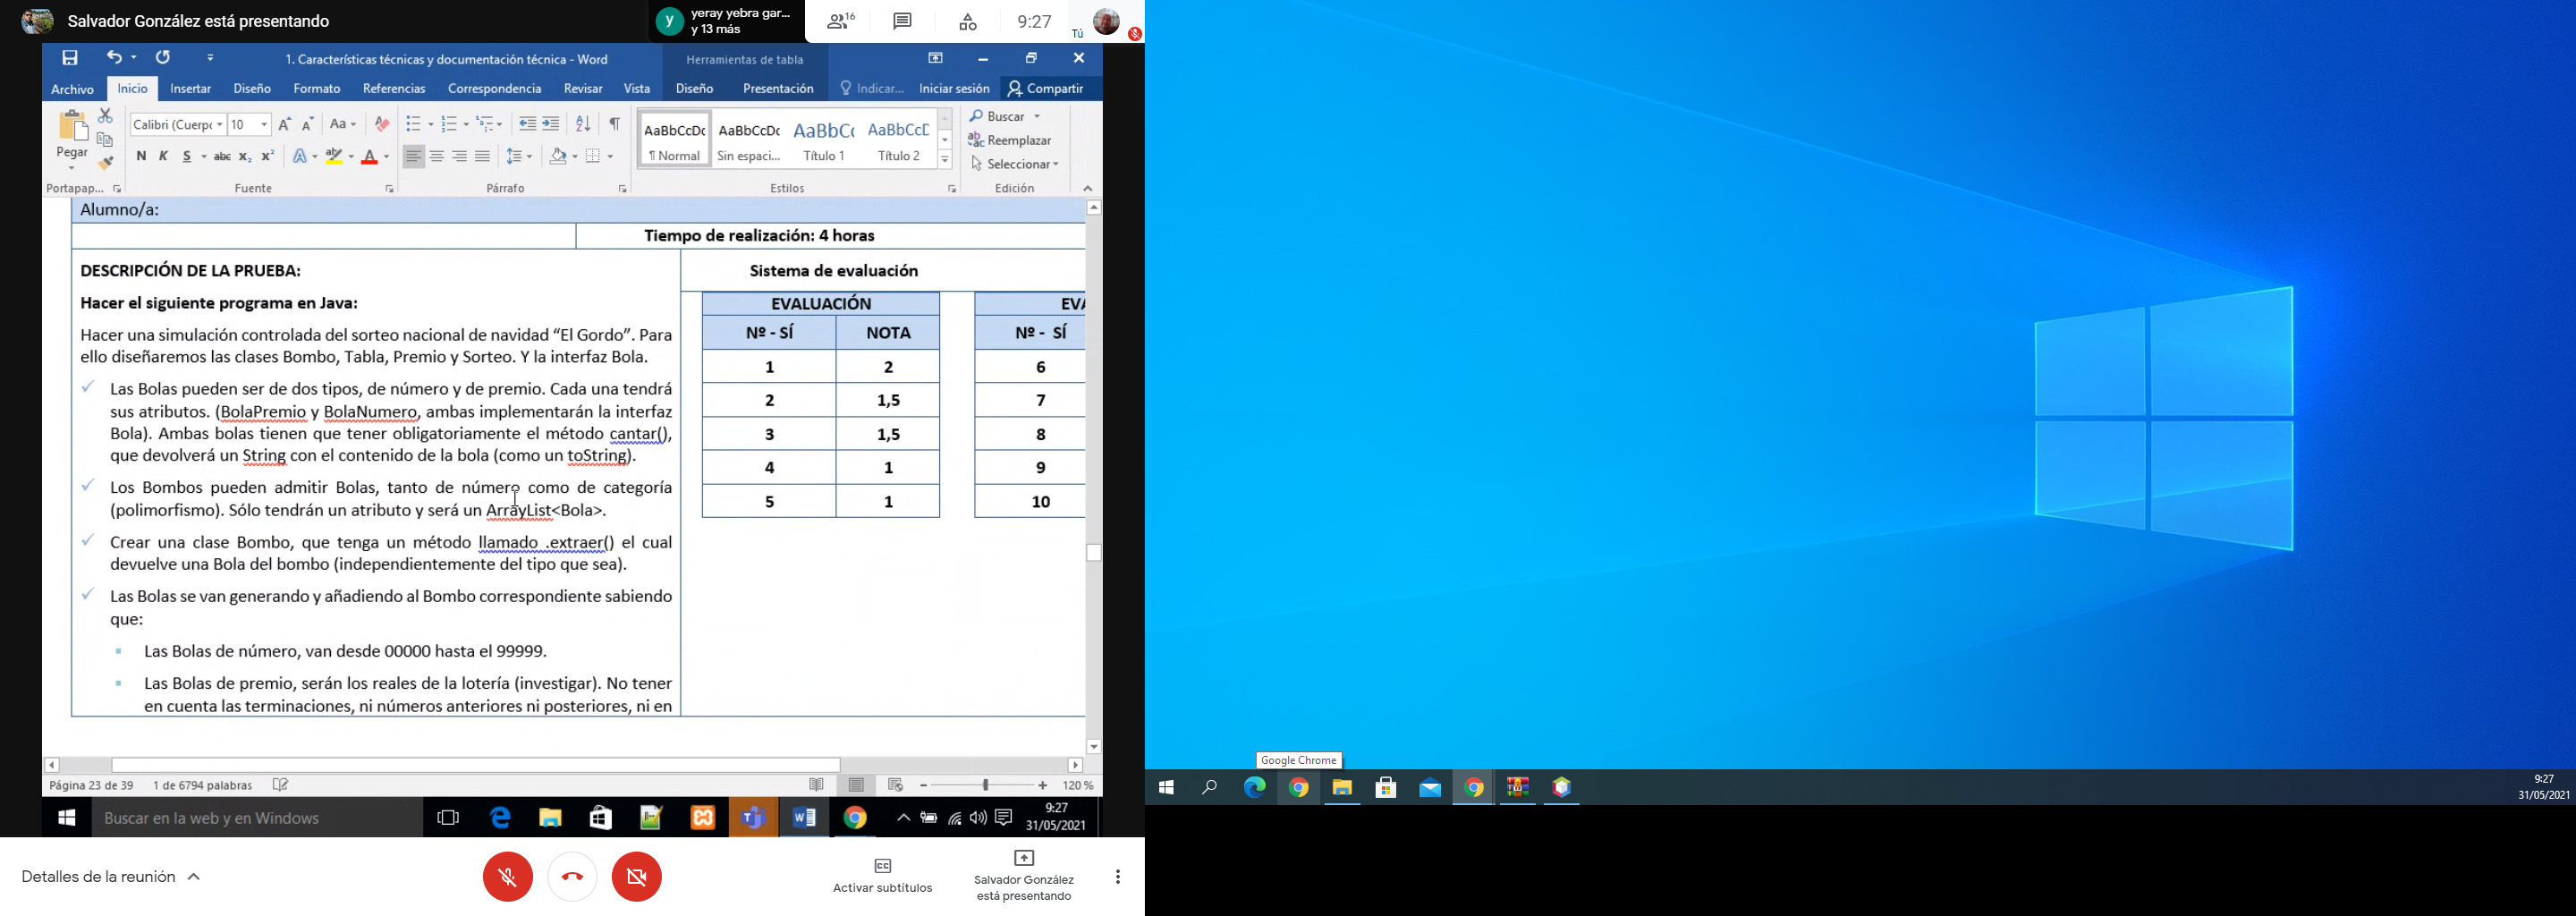 Salvador González está presentando
y
yeray yebra gar...
y 13 más
16
9:27
Tú
1. Características técnicas y documentación técnica - Word
Herramientas de tabla
Archivo Inicio Insertar Diseño Formato Referencias Correspondencia Revisar Vista Diseño Presentación Indicar... Iniciar sesión Compartir
Pegar
Calibri (Cuerpo 10
Aa
N K S abc x₂ x²
AaBbCcDc AaBbCcDc AaBbCc AaBbCcD
¶ Normal Sin espaci... Título 1 Título 2
Buscar
Reemplazar
Seleccionar
Portapap... Fuente Párrafo Estilos Edición
Alumno/a:
Tiempo de realización: 4 horas
DESCRIPCIÓN DE LA PRUEBA:
Hacer el siguiente programa en Java:
Hacer una simulación controlada del sorteo nacional de navidad “El Gordo”. Para
ello diseñaremos las clases Bombo, Tabla, Premio y Sorteo. Y la interfaz Bola.
Las Bolas pueden ser de dos tipos, de número y de premio. Cada una tendrá
sus atributos. (BolaPremio y BolaNumero, ambas implementarán la interfaz
Bola). Ambas bolas tienen que tener obligatoriamente el método cantar(),
que devolverá un String con el contenido de la bola (como un toString).
Los Bombos pueden admitir Bolas, tanto de número como de categoría
(polimorfismo). Sólo tendrán un atributo y será un ArrayList<Bola>.
Crear una clase Bombo, que tenga un método llamado .extraer() el cual
devuelve una Bola del bombo (independientemente del tipo que sea).
Las Bolas se van generando y añadiendo al Bombo correspondiente sabiendo
que:
Las Bolas de número, van desde 00000 hasta el 99999.
Las Bolas de premio, serán los reales de la lotería (investigar). No tener
en cuenta las terminaciones, ni números anteriores ni posteriores, ni en
Sistema de evaluación
EVALUACIÓN
Nº - SÍ NOTA
1 2
2 1,5
3 1,5
4 1
5 1
EVA
Nº - SÍ
6
7
8
9
10
Página 23 de 39 1 de 6794 palabras
120 %
Buscar en la web y en Windows
9:27
31/05/2021
Detalles de la reunión
Activar subtítulos
Salvador González
está presentando
Google Chrome
9:27
31/05/2021